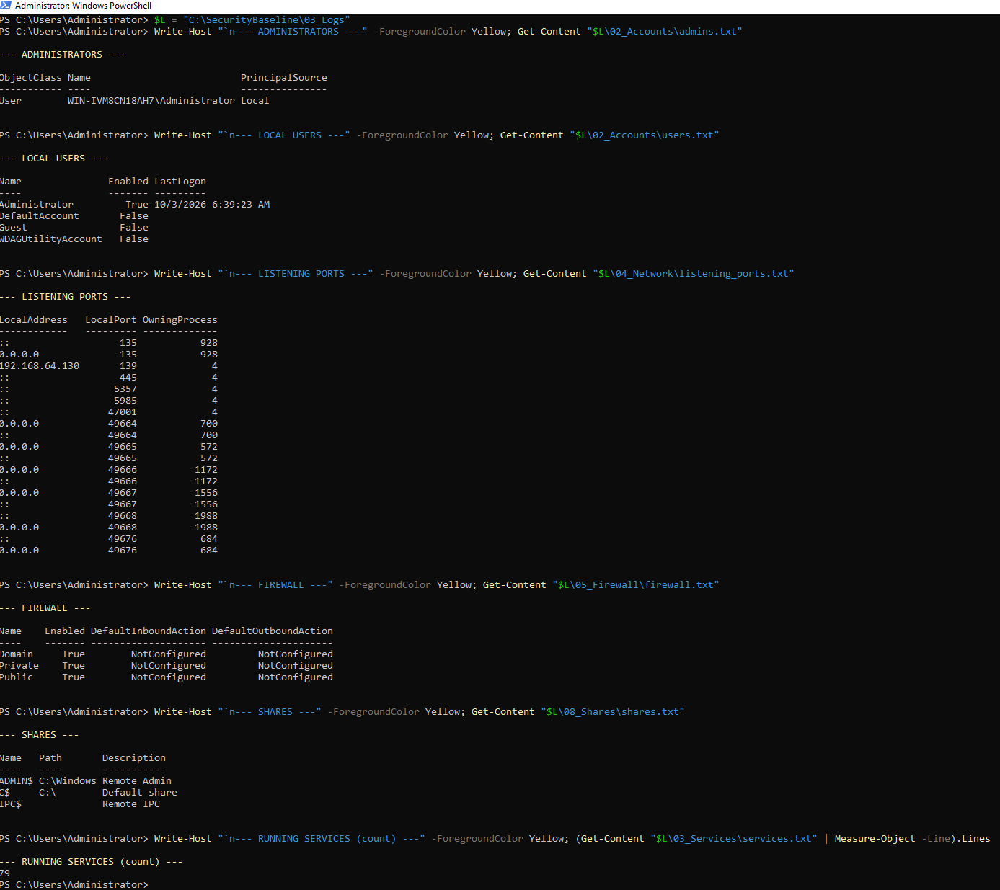 Administrator: Windows PowerShell
PS C:\Users\Administrator> $L = "C:\SecurityBaseline\03_Logs"
PS C:\Users\Administrator> Write-Host "`n--- ADMINISTRATORS ---" -ForegroundColor Yellow; Get-Content "$L\02_Accounts\admins.txt"
--- ADMINISTRATORS ---
ObjectClass Name                          PrincipalSource
----------- ----                          ---------------
User        WIN-IVM8CN18AH7\Administrator Local
PS C:\Users\Administrator> Write-Host "`n--- LOCAL USERS ---" -ForegroundColor Yellow; Get-Content "$L\02_Accounts\users.txt"
--- LOCAL USERS ---
Name               Enabled LastLogon
----               ------- ---------
Administrator         True 10/3/2026 6:39:23 AM
DefaultAccount       False
Guest                False
WDAGUtilityAccount   False
PS C:\Users\Administrator> Write-Host "`n--- LISTENING PORTS ---" -ForegroundColor Yellow; Get-Content "$L\04_Network\listening_ports.txt"
--- LISTENING PORTS ---
LocalAddress   LocalPort OwningProcess
------------   --------- -------------
::                   135           928
0.0.0.0              135           928
192.168.64.130       139             4
::                   445             4
::                  5357             4
::                  5985             4
::                 47001             4
0.0.0.0            49664           700
::                 49664           700
0.0.0.0            49665           572
::                 49665           572
0.0.0.0            49666          1172
::                 49666          1172
0.0.0.0            49667          1556
::                 49667          1556
::                 49668          1988
0.0.0.0            49668          1988
::                 49676           684
0.0.0.0            49676           684
PS C:\Users\Administrator> Write-Host "`n--- FIREWALL ---" -ForegroundColor Yellow; Get-Content "$L\05_Firewall\firewall.txt"
--- FIREWALL ---
Name    Enabled DefaultInboundAction DefaultOutboundAction
----    ------- -------------------- ---------------------
Domain     True        NotConfigured         NotConfigured
Private    True        NotConfigured         NotConfigured
Public     True        NotConfigured         NotConfigured
PS C:\Users\Administrator> Write-Host "`n--- SHARES ---" -ForegroundColor Yellow; Get-Content "$L\08_Shares\shares.txt"
--- SHARES ---
Name   Path       Description
----   ----       -----------
ADMIN$ C:\Windows Remote Admin
C$     C:\        Default share
IPC$              Remote IPC
PS C:\Users\Administrator> Write-Host "`n--- RUNNING SERVICES (count) ---" -ForegroundColor Yellow; (Get-Content "$L\03_Services\services.txt" | Measure-Object -Line).Lines
--- RUNNING SERVICES (count) ---
79
PS C:\Users\Administrator>